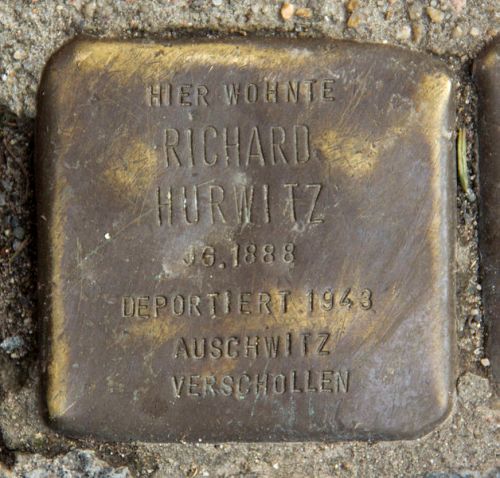 HIER WOHNTE
RICHARD
HURWITZ
JG.1888
DEPORTIERT 1943
AUSCHWITZ
VERSCHOLLEN